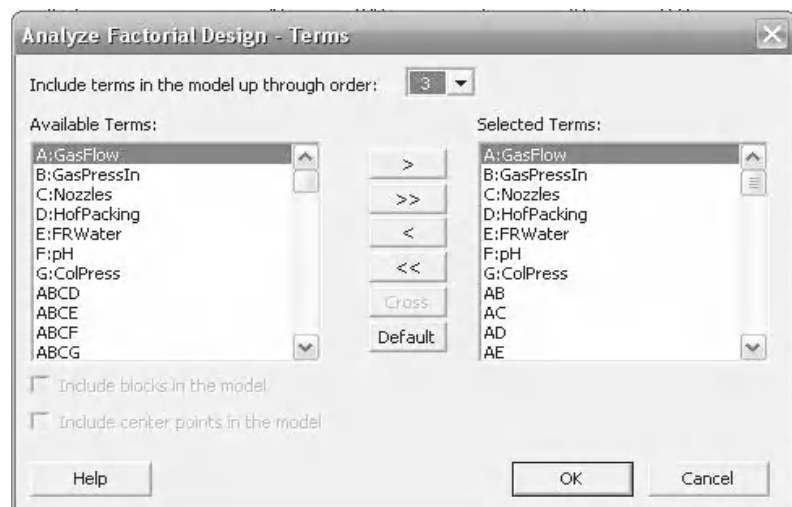 Analyze Factorial Design - Terms
Include terms in the model up through order: 3
Available Terms:
A:GasFlow
B:GasPressIn
C:Nozzles
D:HofPacking
E:FRWater
F:pH
G:ColPress
ABCD
ABCE
ABCF
ABCG
>
>>
<
<<
Cross
Default
Selected Terms:
A:GasFlow
B:GasPressIn
C:Nozzles
D:HofPacking
E:FRWater
F:pH
G:ColPress
AB
AC
AD
AE
Include blocks in the model
Include center points in the model
Help
OK
Cancel